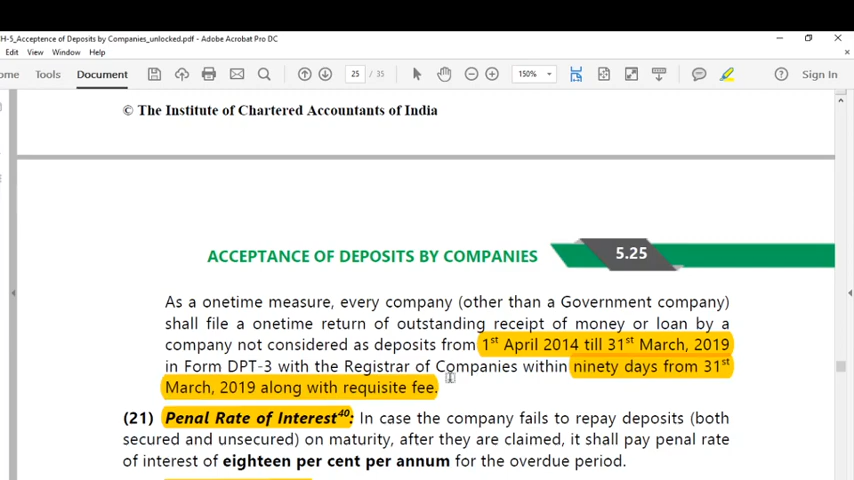 H-5_Acceptence of Deposits by Companies_unlocked.pdf - Adobe Acrobat Pro DC
it View Window Help
ome Tools Document 25 / 35 150% Sign In
© The Institute of Chartered Accountants of India
ACCEPTANCE OF DEPOSITS BY COMPANIES 5.25
As a onetime measure, every company (other than a Government company)
shall file a onetime return of outstanding receipt of money or loan by a
company not considered as deposits from 1st April 2014 till 31st March, 2019
in Form DPT-3 with the Registrar of Companies within ninety days from 31st
March, 2019 along with requisite fee.
(21) Penal Rate of Interest40: In case the company fails to repay deposits (both
secured and unsecured) on maturity, after they are claimed, it shall pay penal rate
of interest of eighteen per cent per annum for the overdue period.